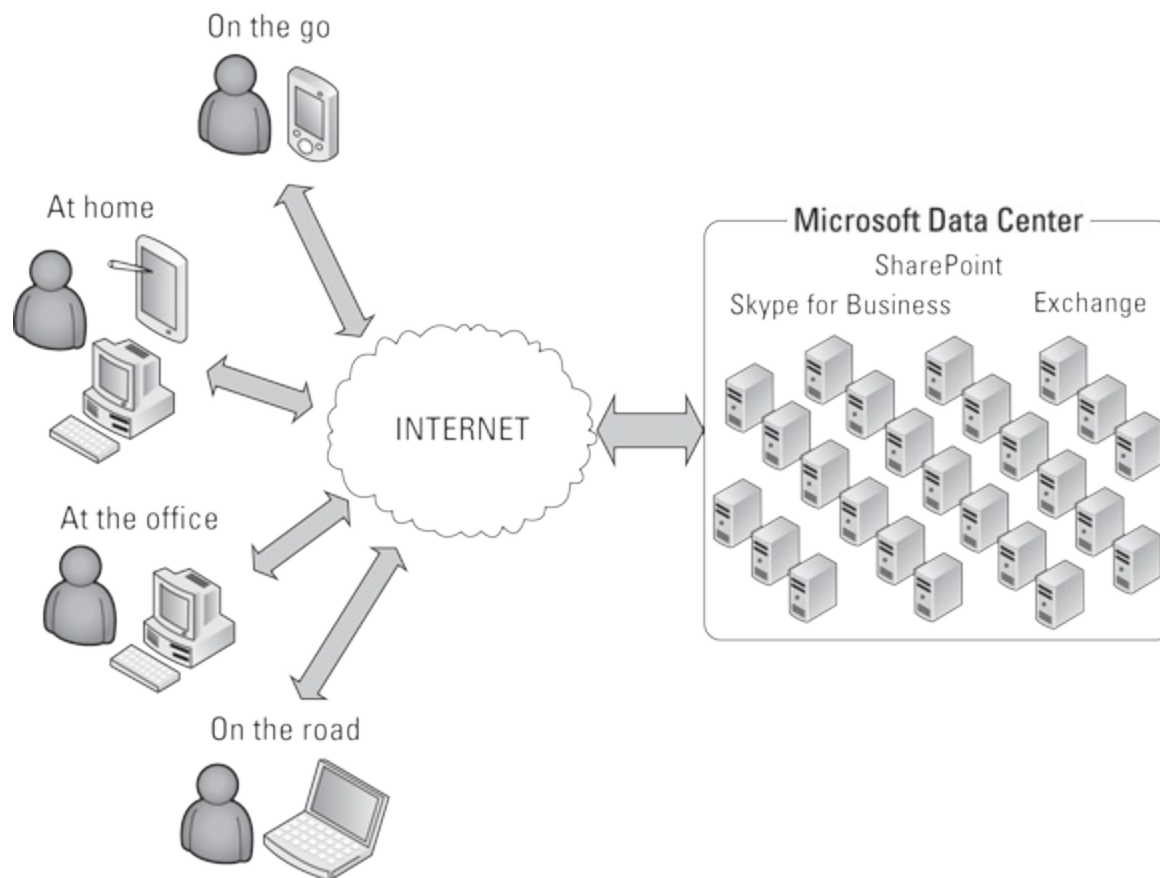 On the go
At home
Microsoft Data Center
SharePoint
Skype for Business
Exchange
INTERNET
At the office
On the road